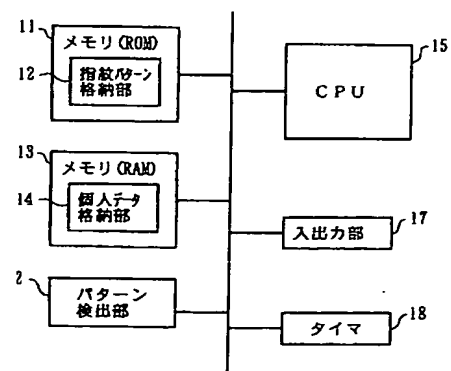 11
メモリ(ROM)
12
指紋パターン
格納部
13
メモリ(RAM)
14
個人データ
格納部
2
パターン
検出部
15
CPU
17
入出力部
タイマ
18